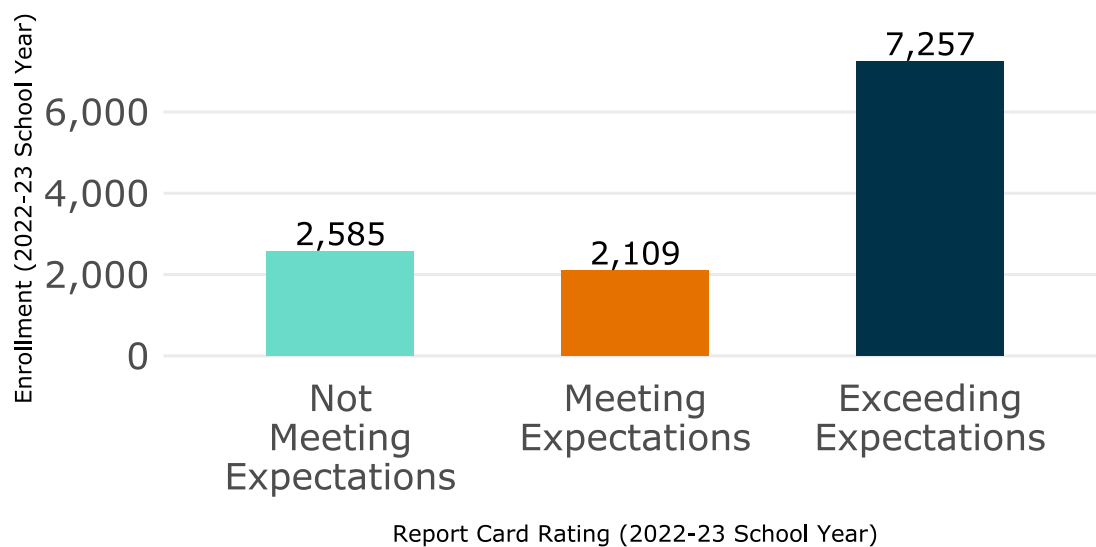 Enrollment (2022-23 School Year)
6,000
4,000
2,000
0
2,585
2,109
7,257
Not
Meeting
Expectations
Meeting
Expectations
Exceeding
Expectations
Report Card Rating (2022-23 School Year)